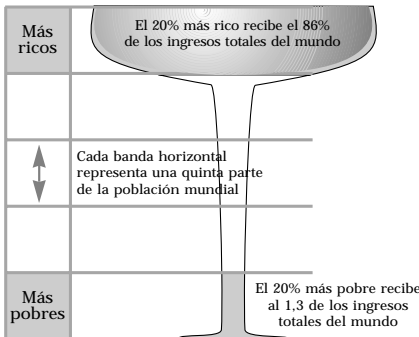 Más
ricos
El 20% más rico recibe el 86%
de los ingresos totales del mundo
Cada banda horizontal
representa una quinta parte
de la población mundial
Más
pobres
El 20% más pobre recibe
al 1,3 de los ingresos
totales del mundo